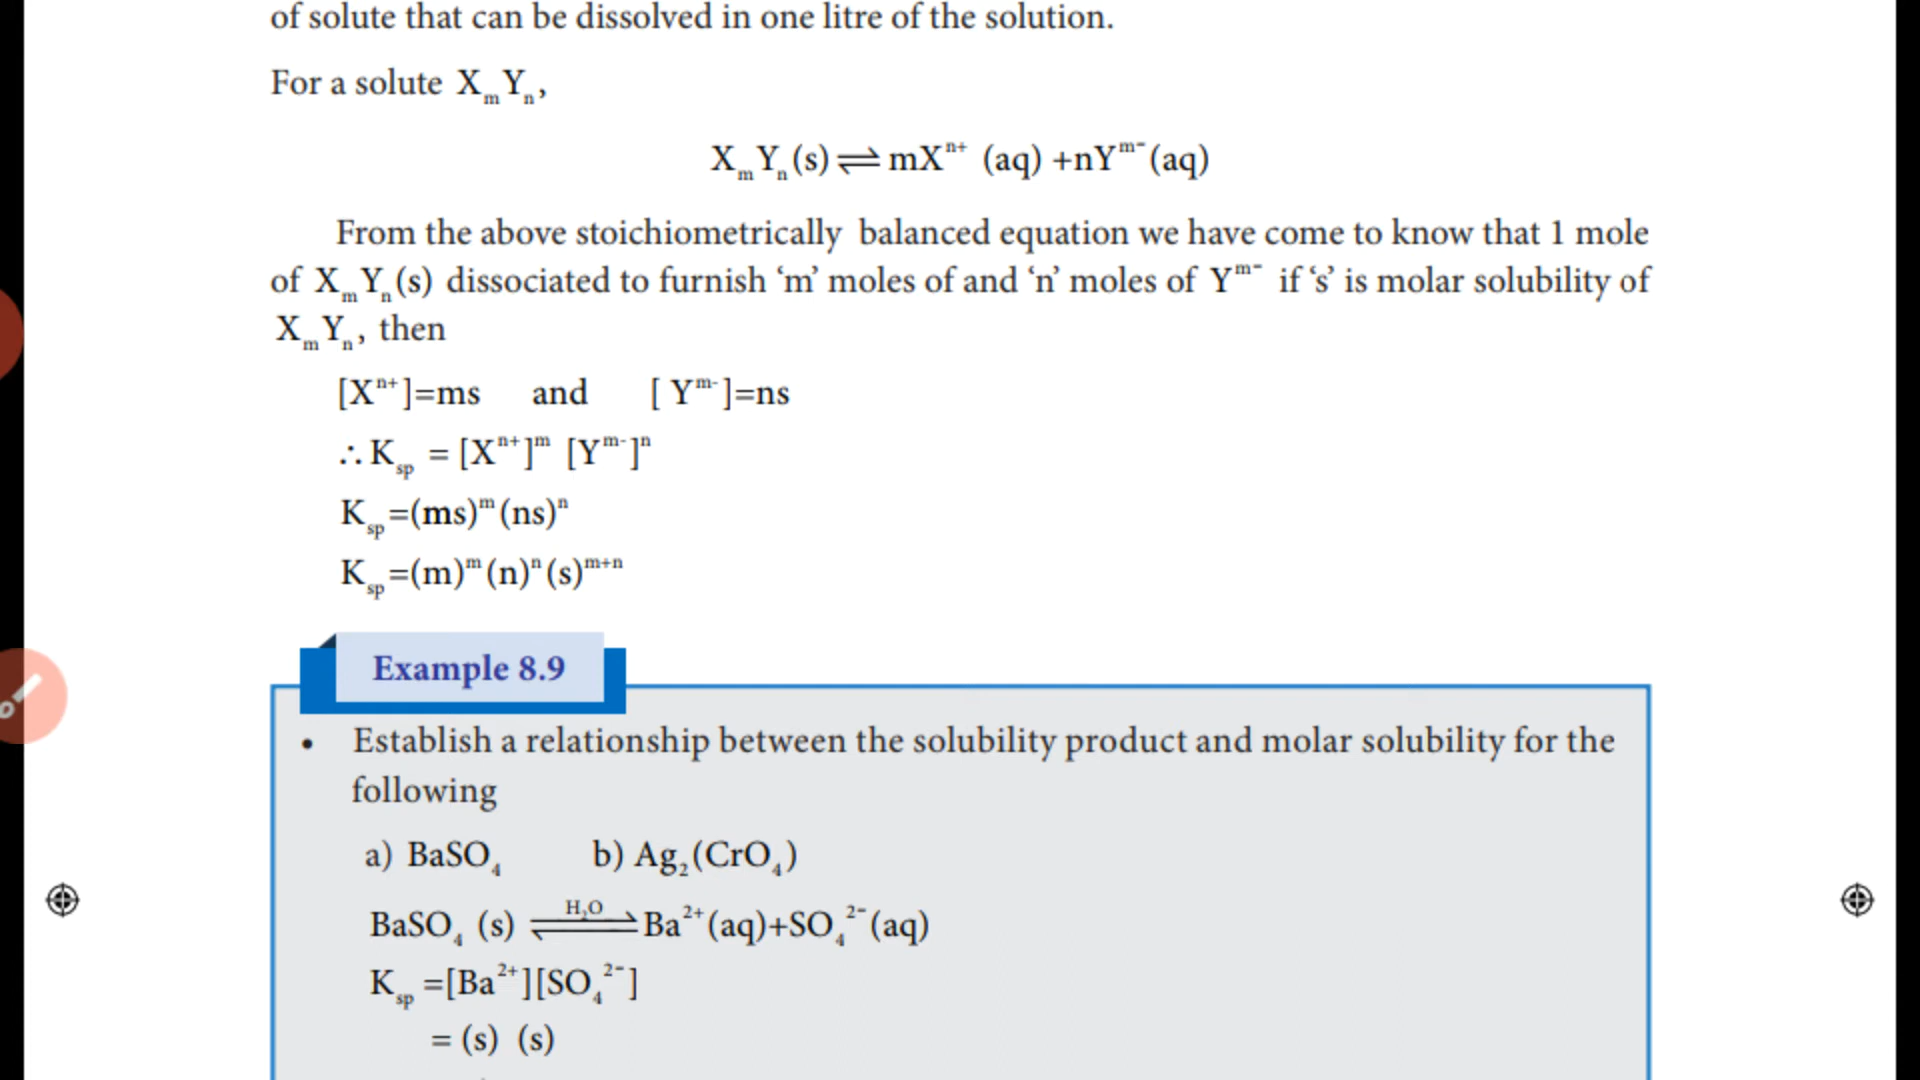 of solute that can be dissolved in one litre of the solution.
For a solute XₘYₙ,
XₘYₙ(s)⇌mXⁿ⁺ (aq) +nYᵐ⁻(aq)
From the above stoichiometrically balanced equation we have come to know that 1 mole
of XₘYₙ(s) dissociated to furnish ‘m’ moles of and ‘n’ moles of Yᵐ⁻ if ‘s’ is molar solubility of
XₘYₙ, then
[Xⁿ⁺]=ms and [ Yᵐ⁻]=ns
∴ Kₛₚ = [Xⁿ⁺]ᵐ [Yᵐ⁻]ⁿ
Kₛₚ=(ms)ᵐ(ns)ⁿ
Kₛₚ=(m)ᵐ(n)ⁿ(s)ᵐ⁺ⁿ
Example 8.9
• Establish a relationship between the solubility product and molar solubility for the
following
a) BaSO₄ b) Ag₂(CrO₄)
H₂O
BaSO₄ (s) ⇌ Ba²⁺(aq)+SO₄²⁻(aq)
Kₛₚ =[Ba²⁺][SO₄²⁻]
= (s) (s)